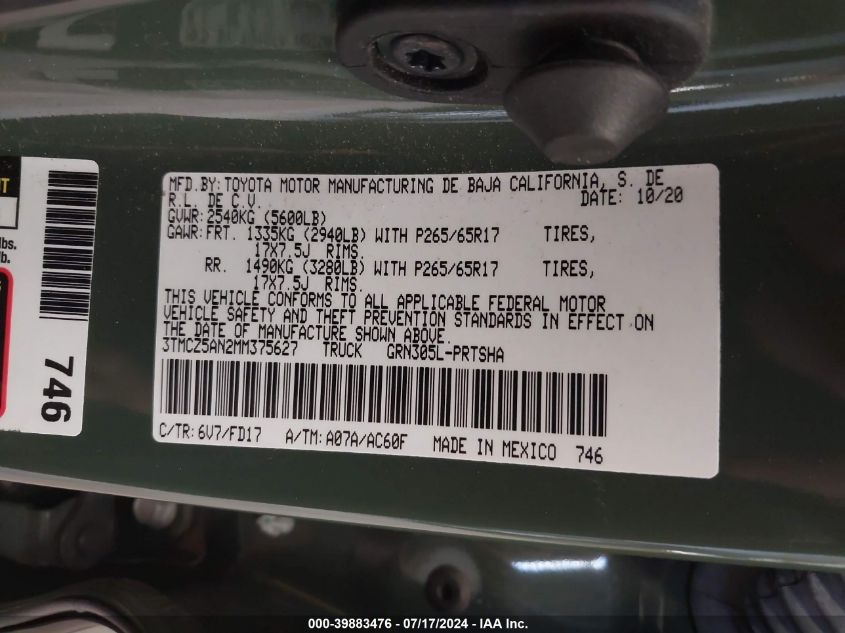 MFD.BY: TOYOTA MOTOR MANUFACTURING DE BAJA CALIFORNIA, S. DE
R.L. DE C.V. DATE: 10/20
GVWR: 2540KG (5600LB)
GAWR: FRT. 1335KG (2940LB) WITH P265/65R17 TIRES,
17X7.5J RIMS.
RR. 1490KG (3280LB) WITH P265/65R17 TIRES,
17X7.5J RIMS.
THIS VEHICLE CONFORMS TO ALL APPLICABLE FEDERAL MOTOR
VEHICLE SAFETY AND THEFT PREVENTION STANDARDS IN EFFECT ON
THE DATE OF MANUFACTURE SHOWN ABOVE.
3TMCZ5AN2MM375627 TRUCK GRN305L-PRTSHA
C/TR: 6V7/FD17 A/TM: A07A/AC60F MADE IN MEXICO 746
lbs.
lb.
746
000-39883476 - 07/17/2024 - IAA Inc.